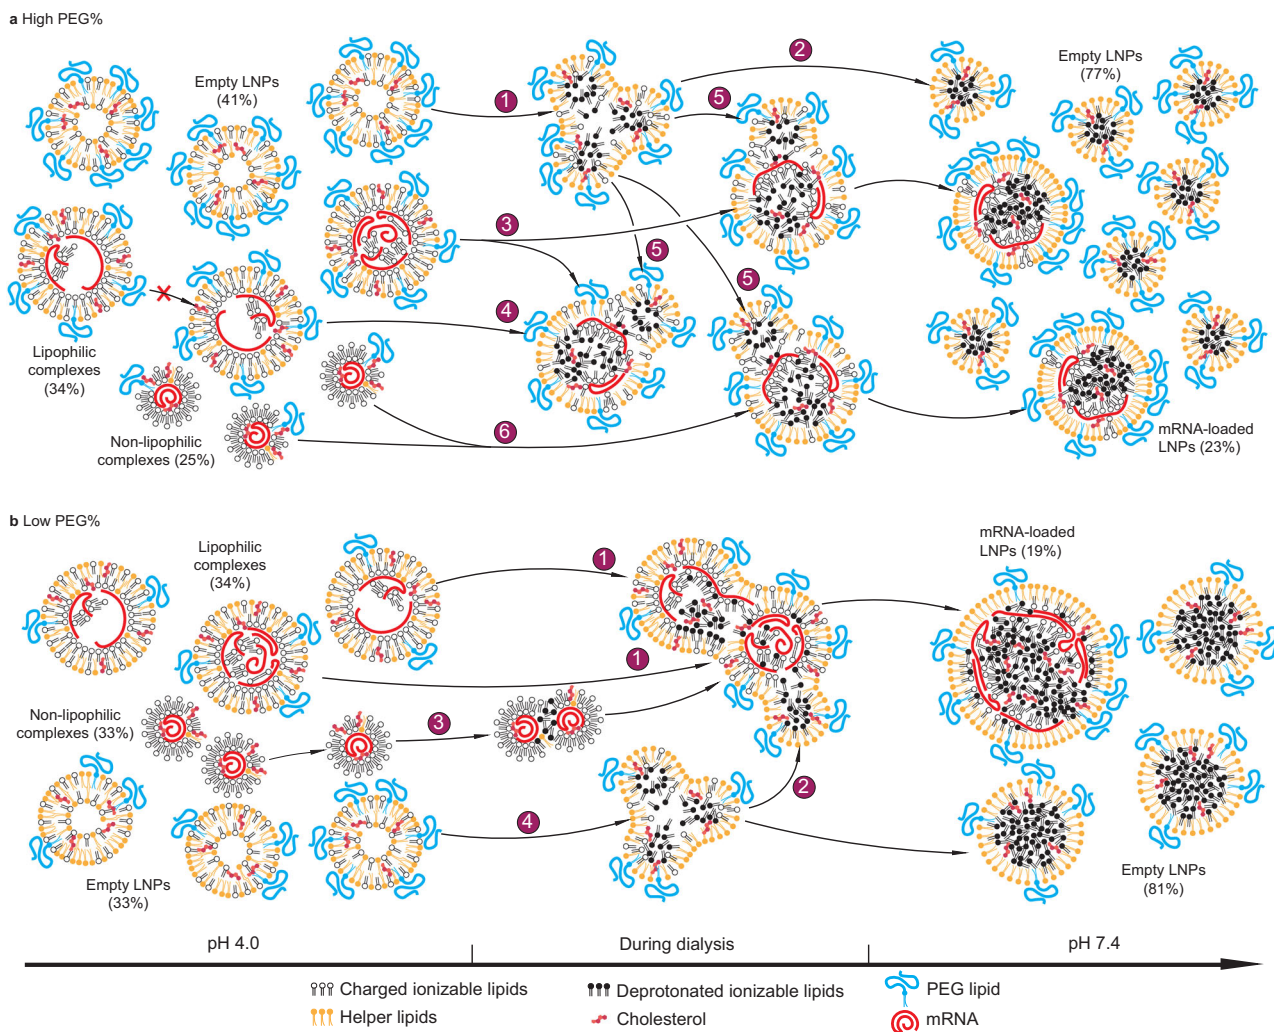 a High PEG%
Empty LNPs
(41%)
Lipophilic
complexes
(34%)
Non-lipophilic
complexes (25%)
1
2
3
4
5
5
5
6
Empty LNPs
(77%)
mRNA-loaded
LNPs (23%)
b Low PEG%
Lipophilic
complexes
(34%)
Non-lipophilic
complexes (33%)
Empty LNPs
(33%)
1
1
3
2
4
mRNA-loaded
LNPs (19%)
Empty LNPs
(81%)
pH 4.0
During dialysis
pH 7.4
Charged ionizable lipids
Deprotonated ionizable lipids
PEG lipid
Helper lipids
Cholesterol
mRNA